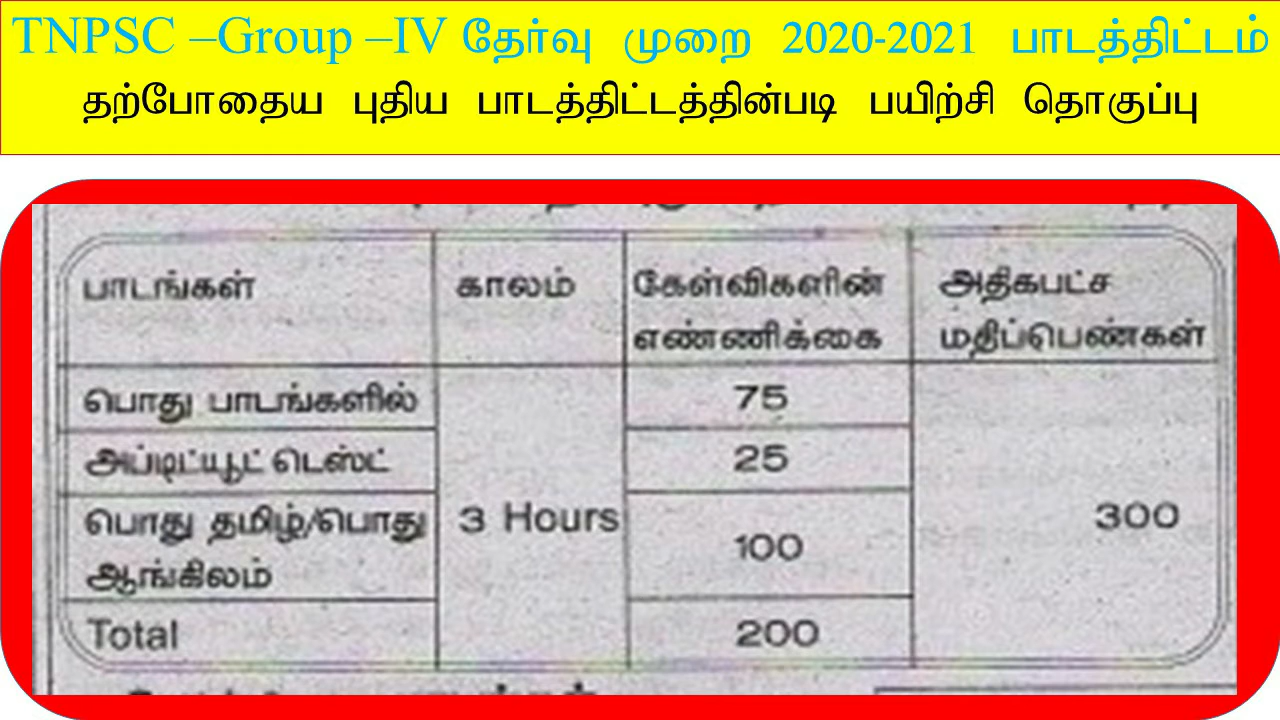 TNPSC –Group –IV தேர்வு முறை 2020-2021 பாடத்திட்டம்
தற்போதைய புதிய பாடத்திட்டத்தின்படி பயிற்சி தொகுப்பு
பாடங்கள்
காலம்
கேள்விகளின்
எண்ணிக்கை
அதிகபட்ச
மதிப்பெண்கள்
பொது பாடங்களில்
75
அப்டிட்யூட் டெஸ்ட்
25
பொது தமிழ்/பொது
ஆங்கிலம்
3 Hours
100
300
Total
200